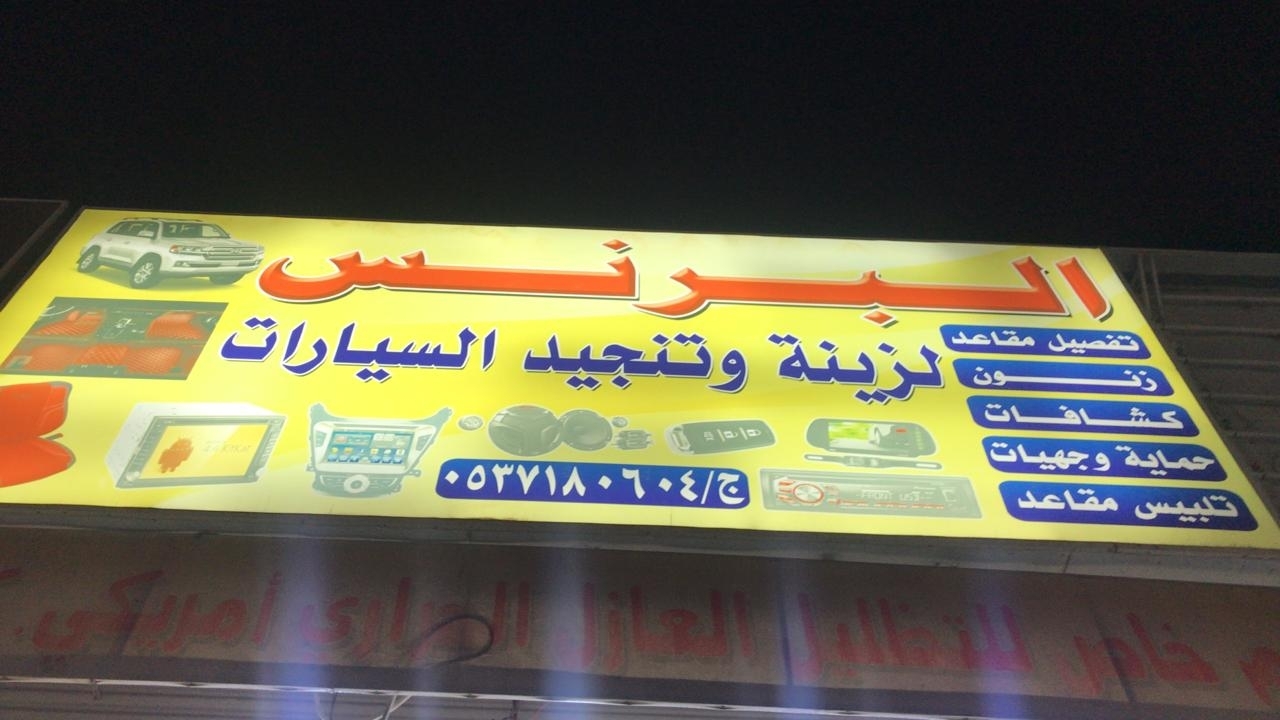 البرنس
لزينة وتنجيد السيارات
تفصيل مقاعد
زنون
كشافات
حماية وجهيات
تلبيس مقاعد
ج/٠٥٣٧١٨٠٦٠٤
FRONT USB
خاص للتظليل العازل الحراري أمريكي